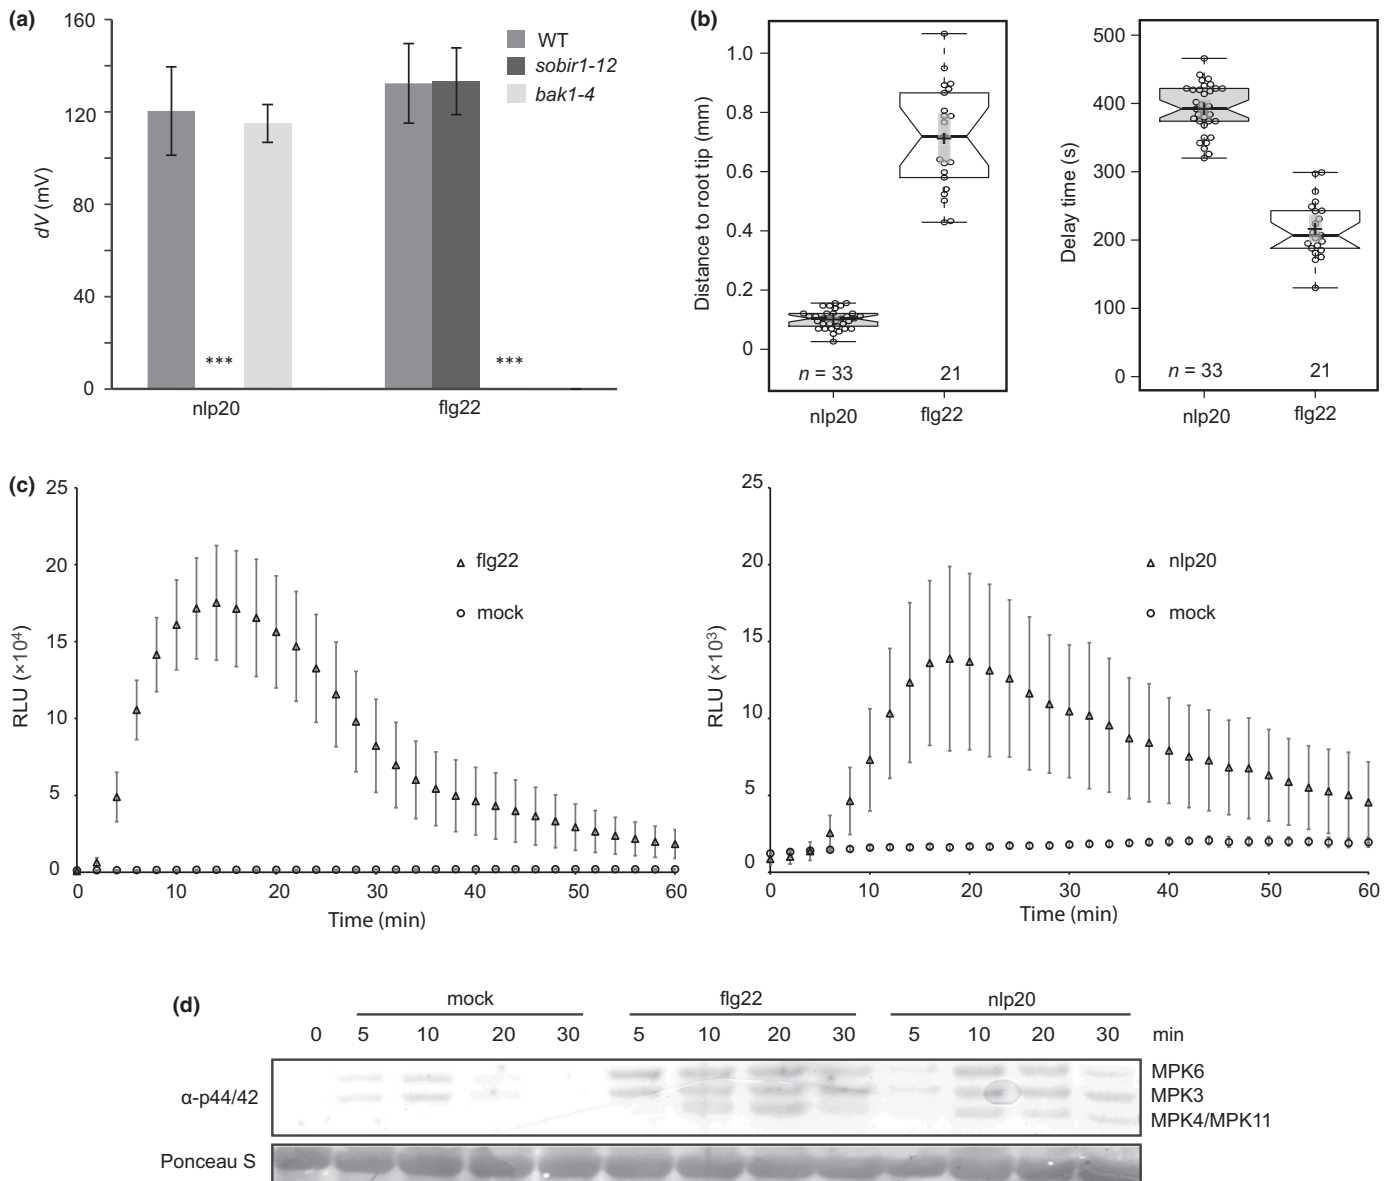 (a)
160
120
80
40
0
dV (mV)
WT
sobir1-12
bak1-4
***
***
nlp20
flg22
(b)
1.0
0.8
0.6
0.4
0.2
0
Distance to root tip (mm)
n = 33
21
nlp20
flg22
500
400
300
200
100
0
Delay time (s)
n = 33
21
nlp20
flg22
(c)
25
20
15
10
5
0
RLU (×10⁴)
flg22
mock
0 10 20 30 40 50 60
Time (min)
25
20
15
10
5
0
RLU (×10³)
nlp20
mock
0 10 20 30 40 50 60
Time (min)
(d)
mock flg22 nlp20
0 5 10 20 30 5 10 20 30 5 10 20 30 min
α-p44/42
MPK6
MPK3
MPK4/MPK11
Ponceau S